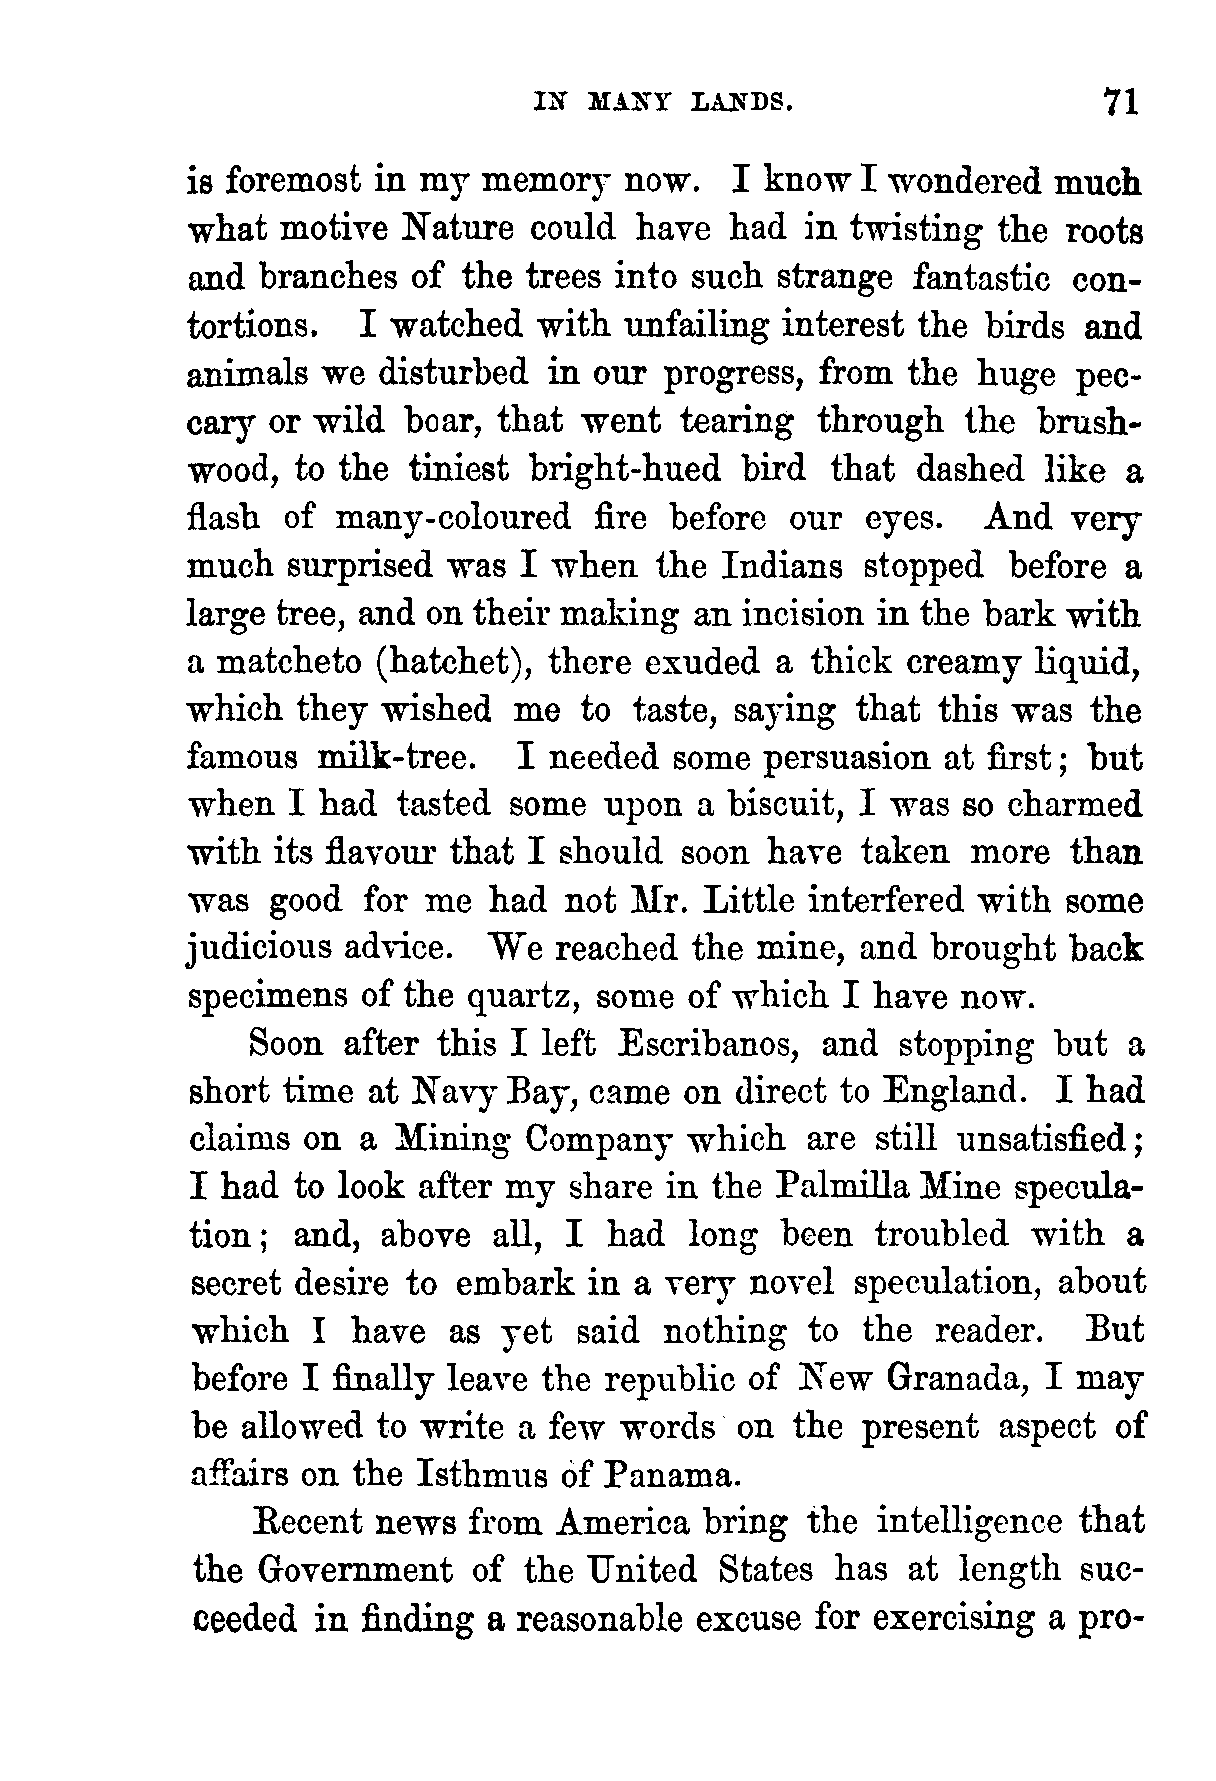 IN MANY LANDS. 71
is foremost in my memory now. I know I wondered much
what motive Nature could have had in twisting the roots
and branches of the trees into such strange fantastic con-
tortions. I watched with unfailing interest the birds and
animals we disturbed in our progress, from the huge pec-
cary or wild boar, that went tearing through the brush-
wood, to the tiniest bright-hued bird that dashed like a
flash of many-coloured fire before our eyes. And very
much surprised was I when the Indians stopped before a
large tree, and on their making an incision in the bark with
a matcheto (hatchet), there exuded a thick creamy liquid,
which they wished me to taste, saying that this was the
famous milk-tree. I needed some persuasion at first; but
when I had tasted some upon a biscuit, I was so charmed
with its flavour that I should soon have taken more than
was good for me had not Mr. Little interfered with some
judicious advice. We reached the mine, and brought back
specimens of the quartz, some of which I have now.
Soon after this I left Escribanos, and stopping but a
short time at Navy Bay, came on direct to England. I had
claims on a Mining Company which are still unsatisfied;
I had to look after my share in the Palmilla Mine specula-
tion; and, above all, I had long been troubled with a
secret desire to embark in a very novel speculation, about
which I have as yet said nothing to the reader. But
before I finally leave the republic of New Granada, I may
be allowed to write a few words on the present aspect of
affairs on the Isthmus of Panama.
Recent news from America bring the intelligence that
the Government of the United States has at length suc-
ceeded in finding a reasonable excuse for exercising a pro-